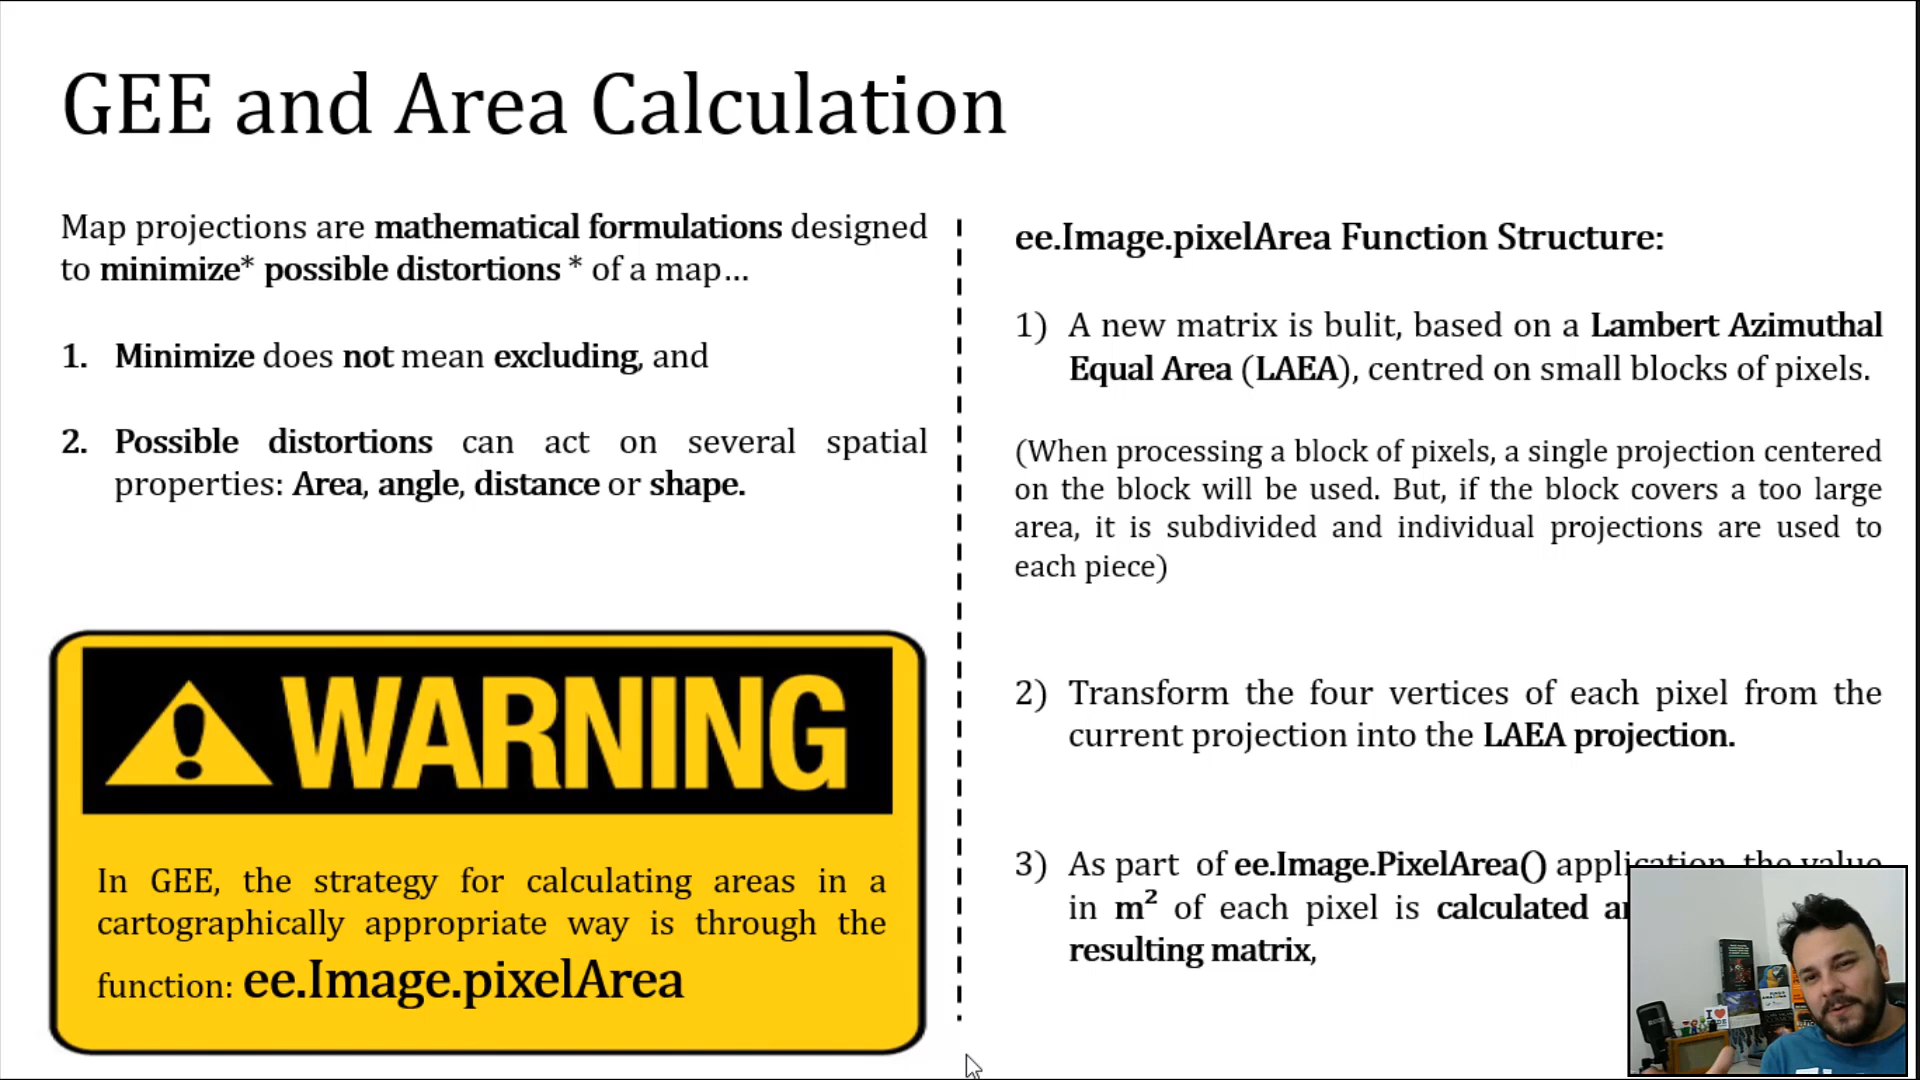 GEE and Area Calculation
Map projections are mathematical formulations designed
to minimize* possible distortions * of a map…
1. Minimize does not mean excluding, and
2. Possible distortions can act on several spatial
properties: Area, angle, distance or shape.
WARNING
In GEE, the strategy for calculating areas in a
cartographically appropriate way is through the
function: ee.Image.pixelArea
ee.Image.pixelArea Function Structure:
1) A new matrix is bulit, based on a Lambert Azimuthal
Equal Area (LAEA), centred on small blocks of pixels.
(When processing a block of pixels, a single projection centered
on the block will be used. But, if the block covers a too large
area, it is subdivided and individual projections are used to
each piece)
2) Transform the four vertices of each pixel from the
current projection into the LAEA projection.
3) As part of ee.Image.PixelArea() application, the value
in m² of each pixel is calculated
resulting matrix,
I